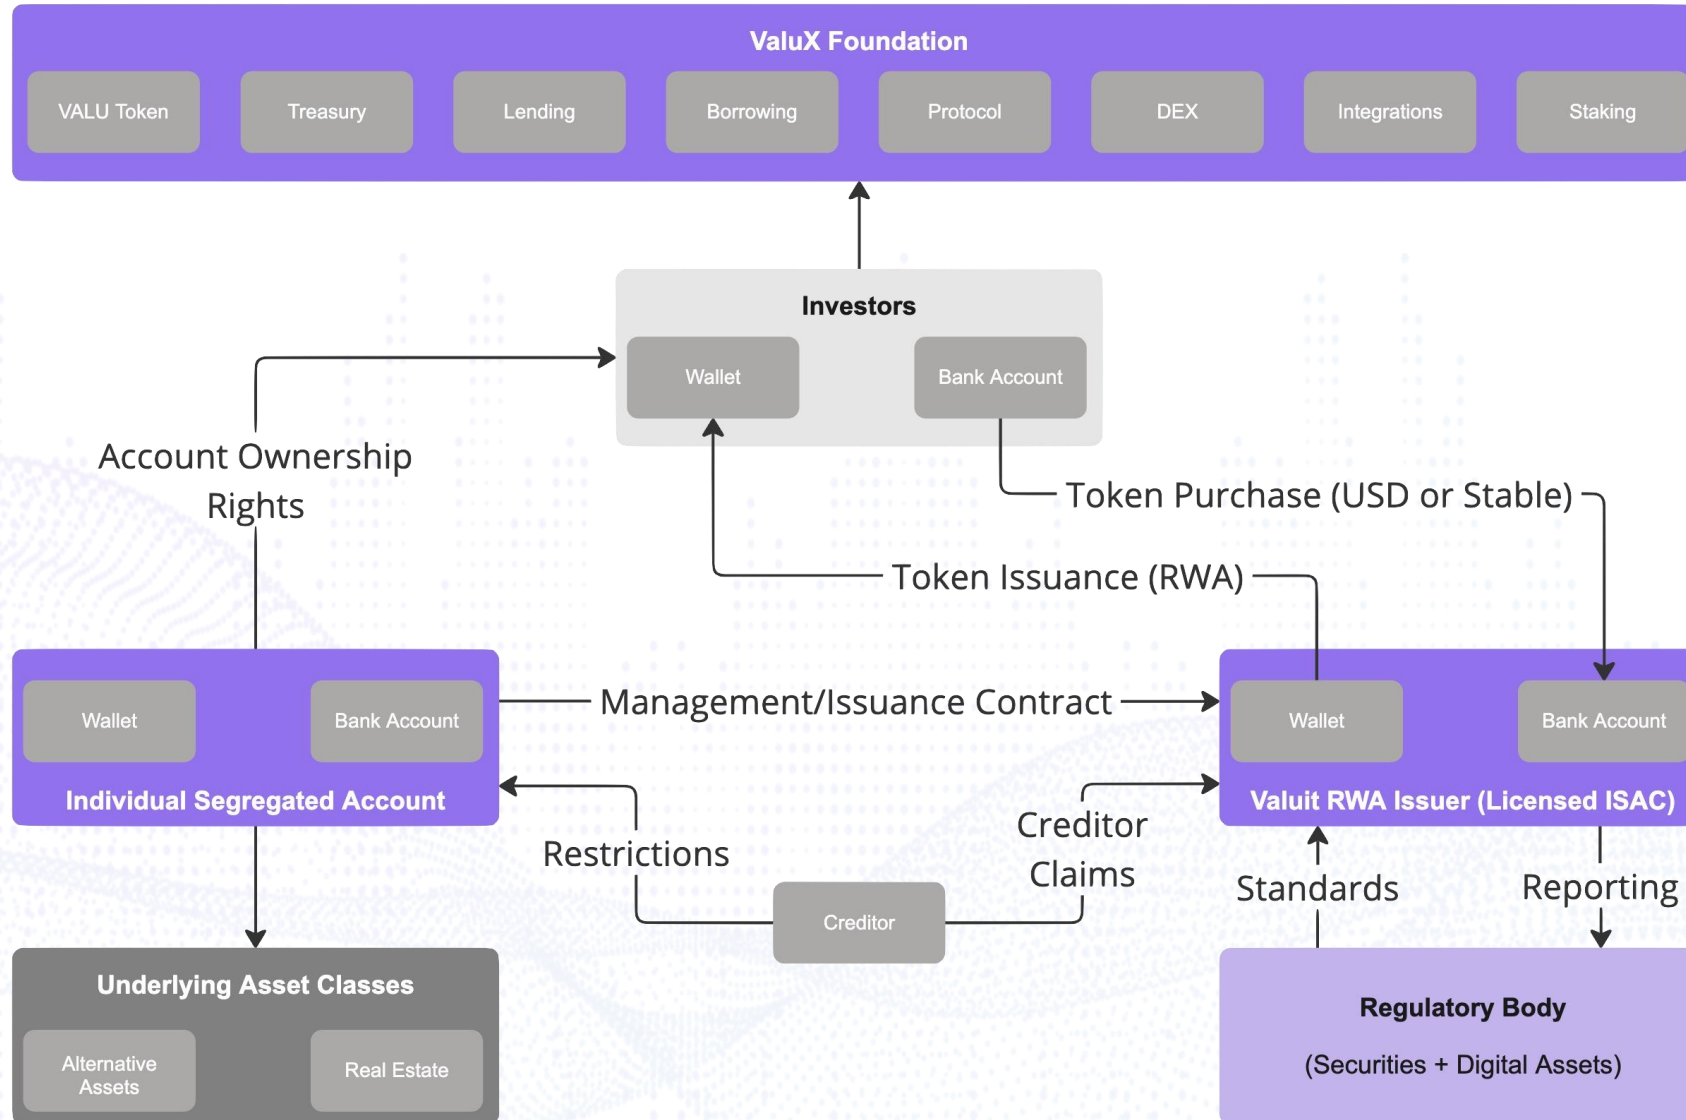 ValuX Foundation
VALU Token
Treasury
Lending
Borrowing
Protocol
DEX
Integrations
Staking
Investors
Wallet
Bank Account
Account Ownership
Rights
Token Purchase (USD or Stable)
Token Issuance (RWA)
Wallet
Bank Account
Individual Segregated Account
Management/Issuance Contract
Wallet
Bank Account
Valuit RWA Issuer (Licensed ISAC)
Restrictions
Creditor
Claims
Creditor
Standards
Reporting
Underlying Asset Classes
Alternative
Assets
Real Estate
Regulatory Body
(Securities + Digital Assets)